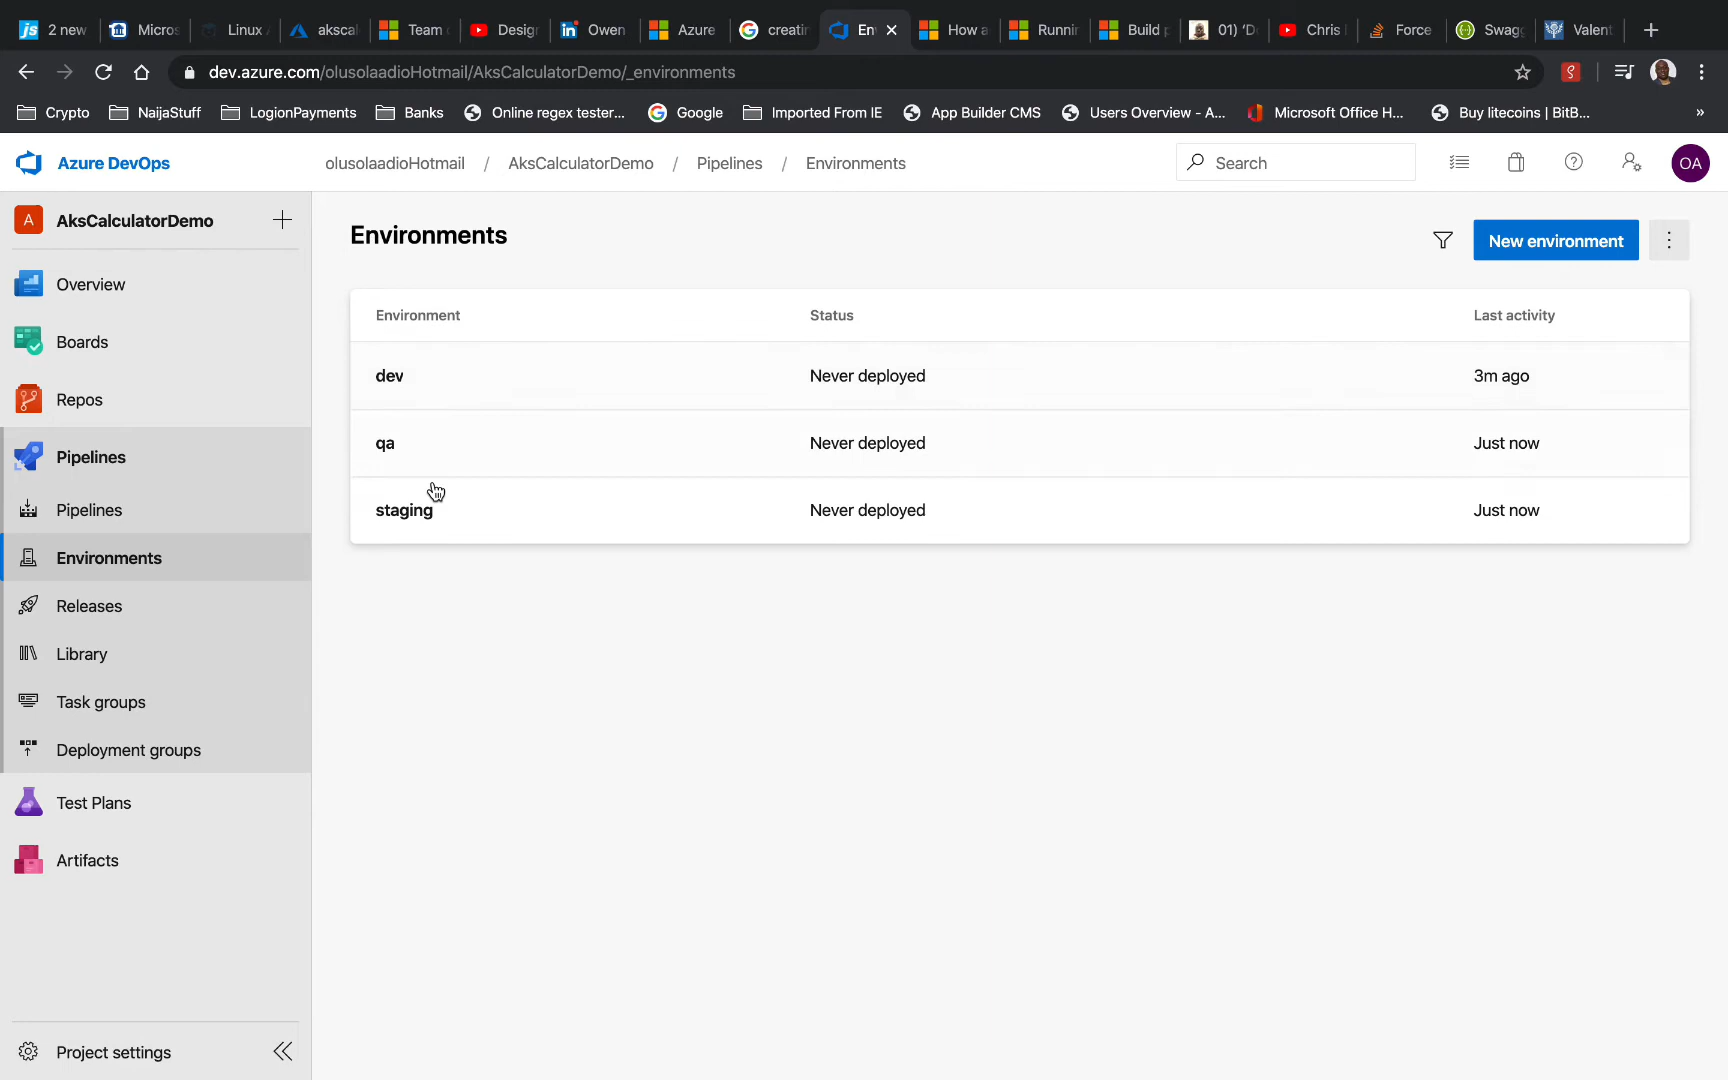 2 new
Micros
Linux
akscal
Team
Desig
Owen
Azure
creatin
En
How a
Runnin
Build p
01) 'D
Chris
Force
Swagg
Valent
dev.azure.com/olusolaadioHotmail/AksCalculatorDemo/_environments
Crypto
NaijaStuff
LogionPayments
Banks
Online regex tester...
Google
Imported From IE
App Builder CMS
Users Overview - A...
Microsoft Office H...
Buy litecoins | BitB...
»
Azure DevOps
olusolaadioHotmail / AksCalculatorDemo / Pipelines / Environments
Search
OA
A AksCalculatorDemo
Overview
Boards
Repos
Pipelines
Pipelines
Environments
Releases
Library
Task groups
Deployment groups
Test Plans
Artifacts
Project settings
Environments
New environment
Environment Status Last activity
dev Never deployed 3m ago
qa Never deployed Just now
staging Never deployed Just now